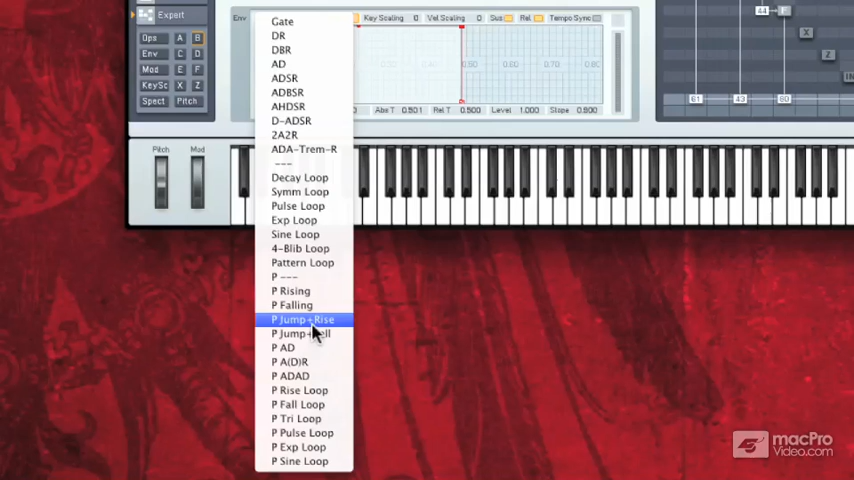 Expert
Env
Key Scaling 0 Vel Scaling 0 Sus Rel Tempo Sync
44 F
Ops A B
Env C D
Mod E F
KeySc X Z
Spect Pitch
X
Z
0.50 0.60 0.70 0.80
61 43 80
Abs T 0.501 Rel T 0.500 Level 1.000 Slope 0.800
Pitch Mod
Gate
DR
DBR
AD
ADSR
ADBSR
AHDSR
D-ADSR
2A2R
ADA-Trem-R
---
Decay Loop
Symm Loop
Pulse Loop
Exp Loop
Sine Loop
4-Blib Loop
Pattern Loop
P ---
P Rising
P Falling
P Jump+Rise
P AD
P A(D)R
P ADAD
P Rise Loop
P Fall Loop
P Tri Loop
P Pulse Loop
P Exp Loop
P Sine Loop
macPro
Video.com